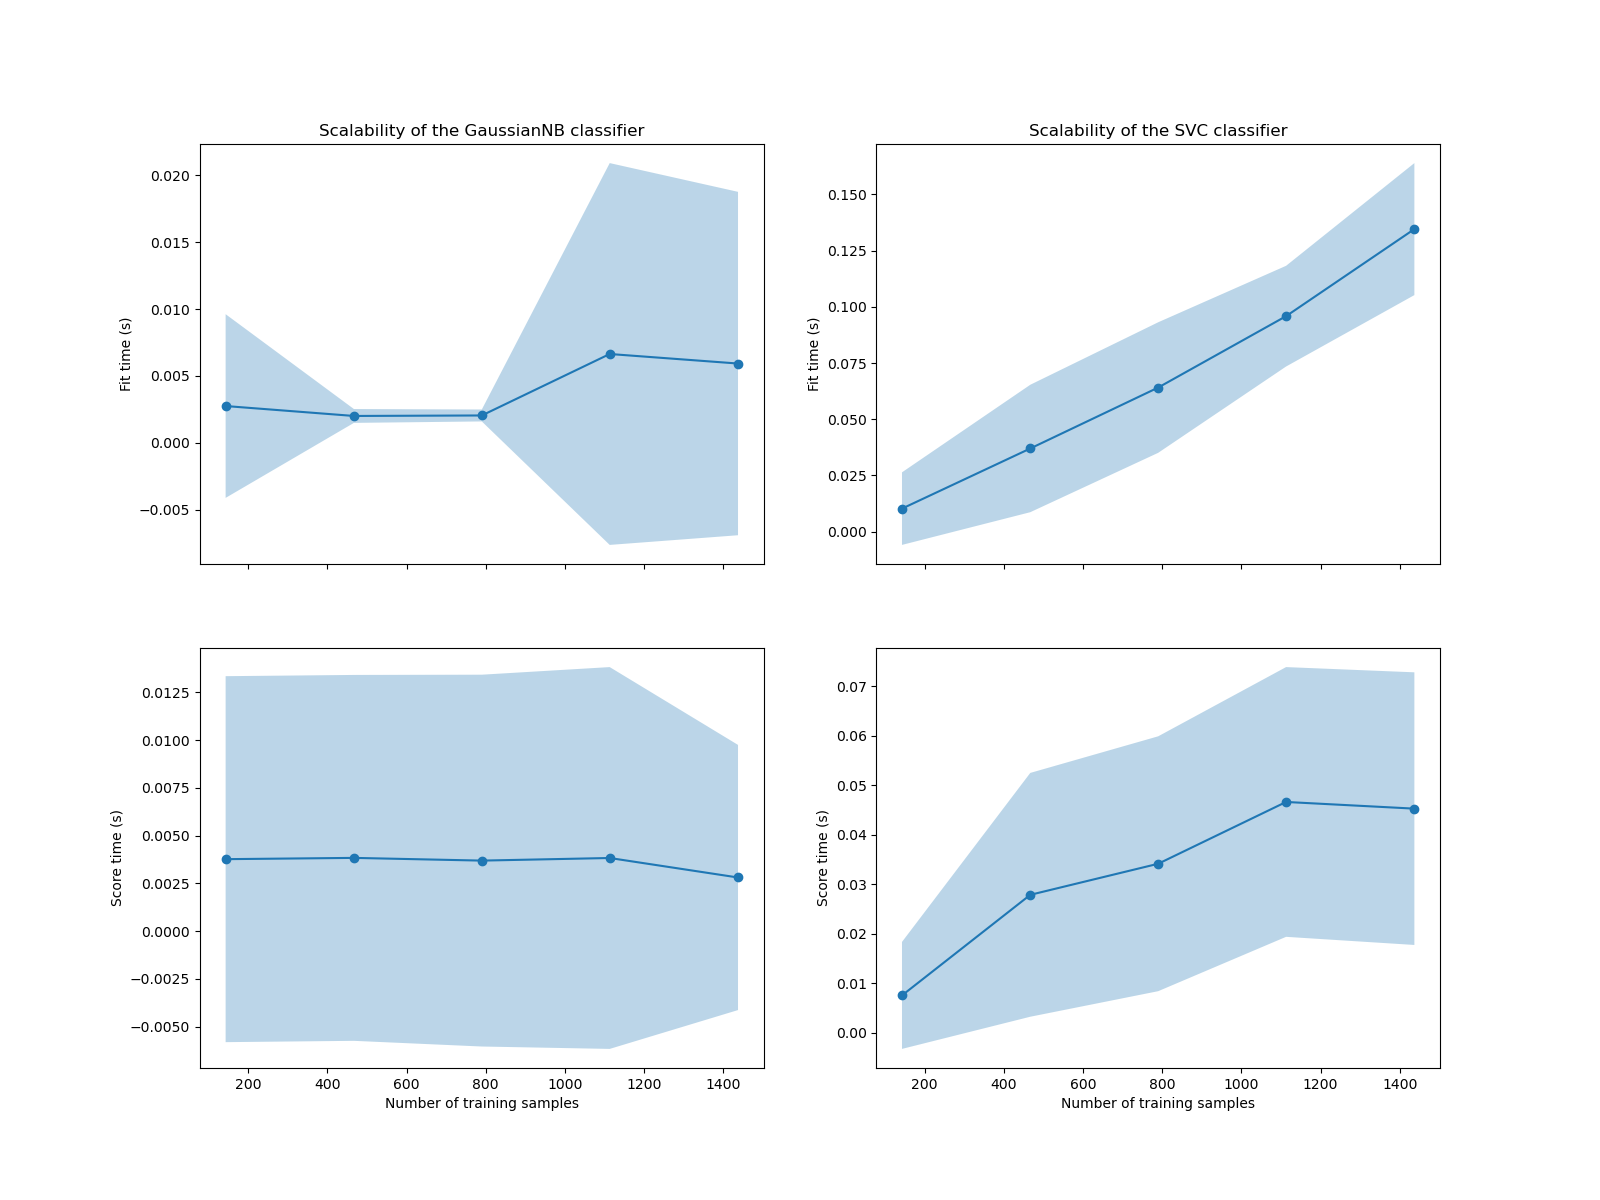 Scalability of the GaussianNB classifier
0.020
0.015
0.010
0.005
0.000
−0.005
Fit time (s)
Scalability of the SVC classifier
0.150
0.125
0.100
0.075
0.050
0.025
0.000
Fit time (s)
0.0125
0.0100
0.0075
0.0050
0.0025
0.0000
−0.0025
−0.0050
Score time (s)
200 400 600 800 1000 1200 1400
Number of training samples
0.07
0.06
0.05
0.04
0.03
0.02
0.01
0.00
Score time (s)
200 400 600 800 1000 1200 1400
Number of training samples